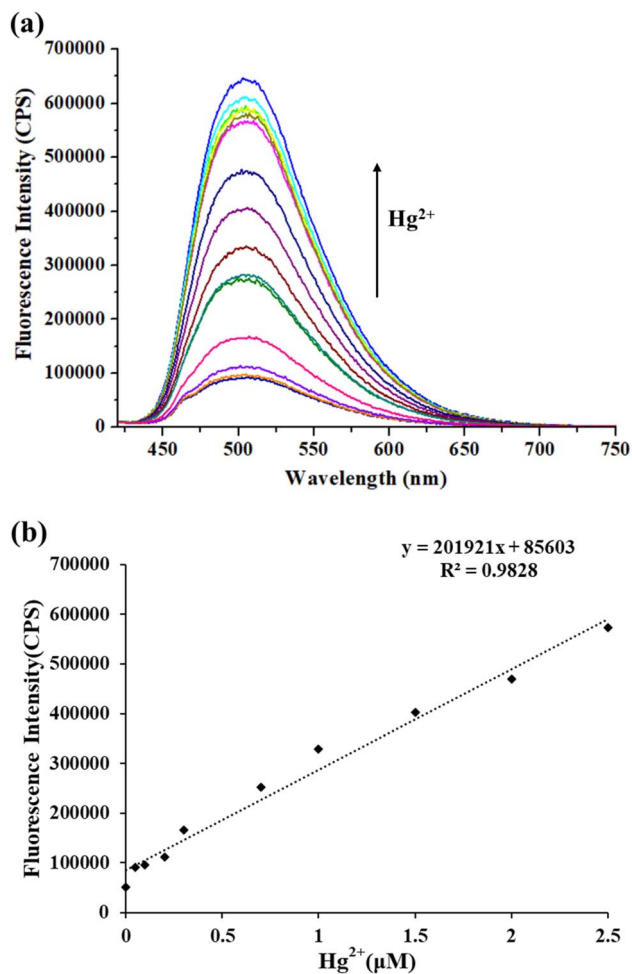 (a)
700000
600000
500000
400000
300000
200000
100000
0
Fluorescence Intensity (CPS)
Hg²⁺
450 500 550 600 650 700 750
Wavelength (nm)
(b)
y = 201921x + 85603
R² = 0.9828
700000
600000
500000
400000
300000
200000
100000
0
Fluorescence Intensity(CPS)
0 0.5 1 1.5 2 2.5
Hg²⁺(µM)